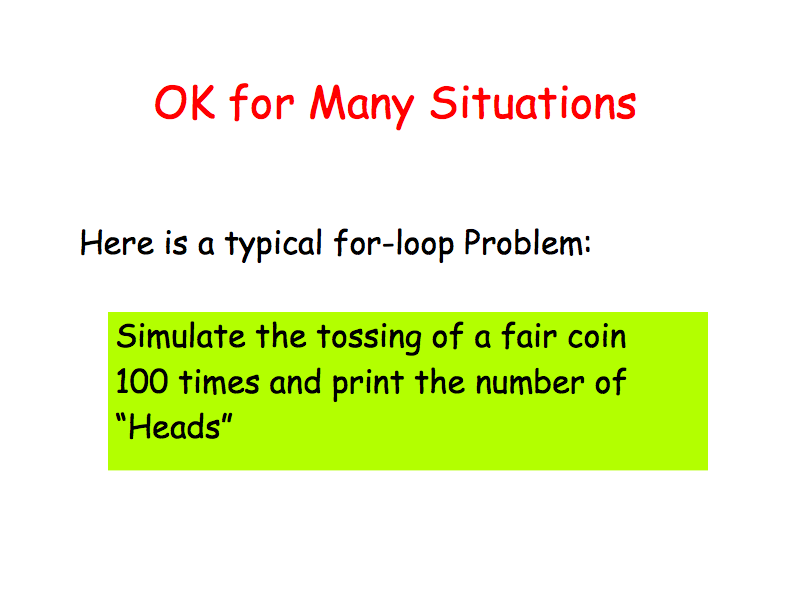 OK for Many Situations
Here is a typical for-loop Problem:
Simulate the tossing of a fair coin
100 times and print the number of
“Heads”